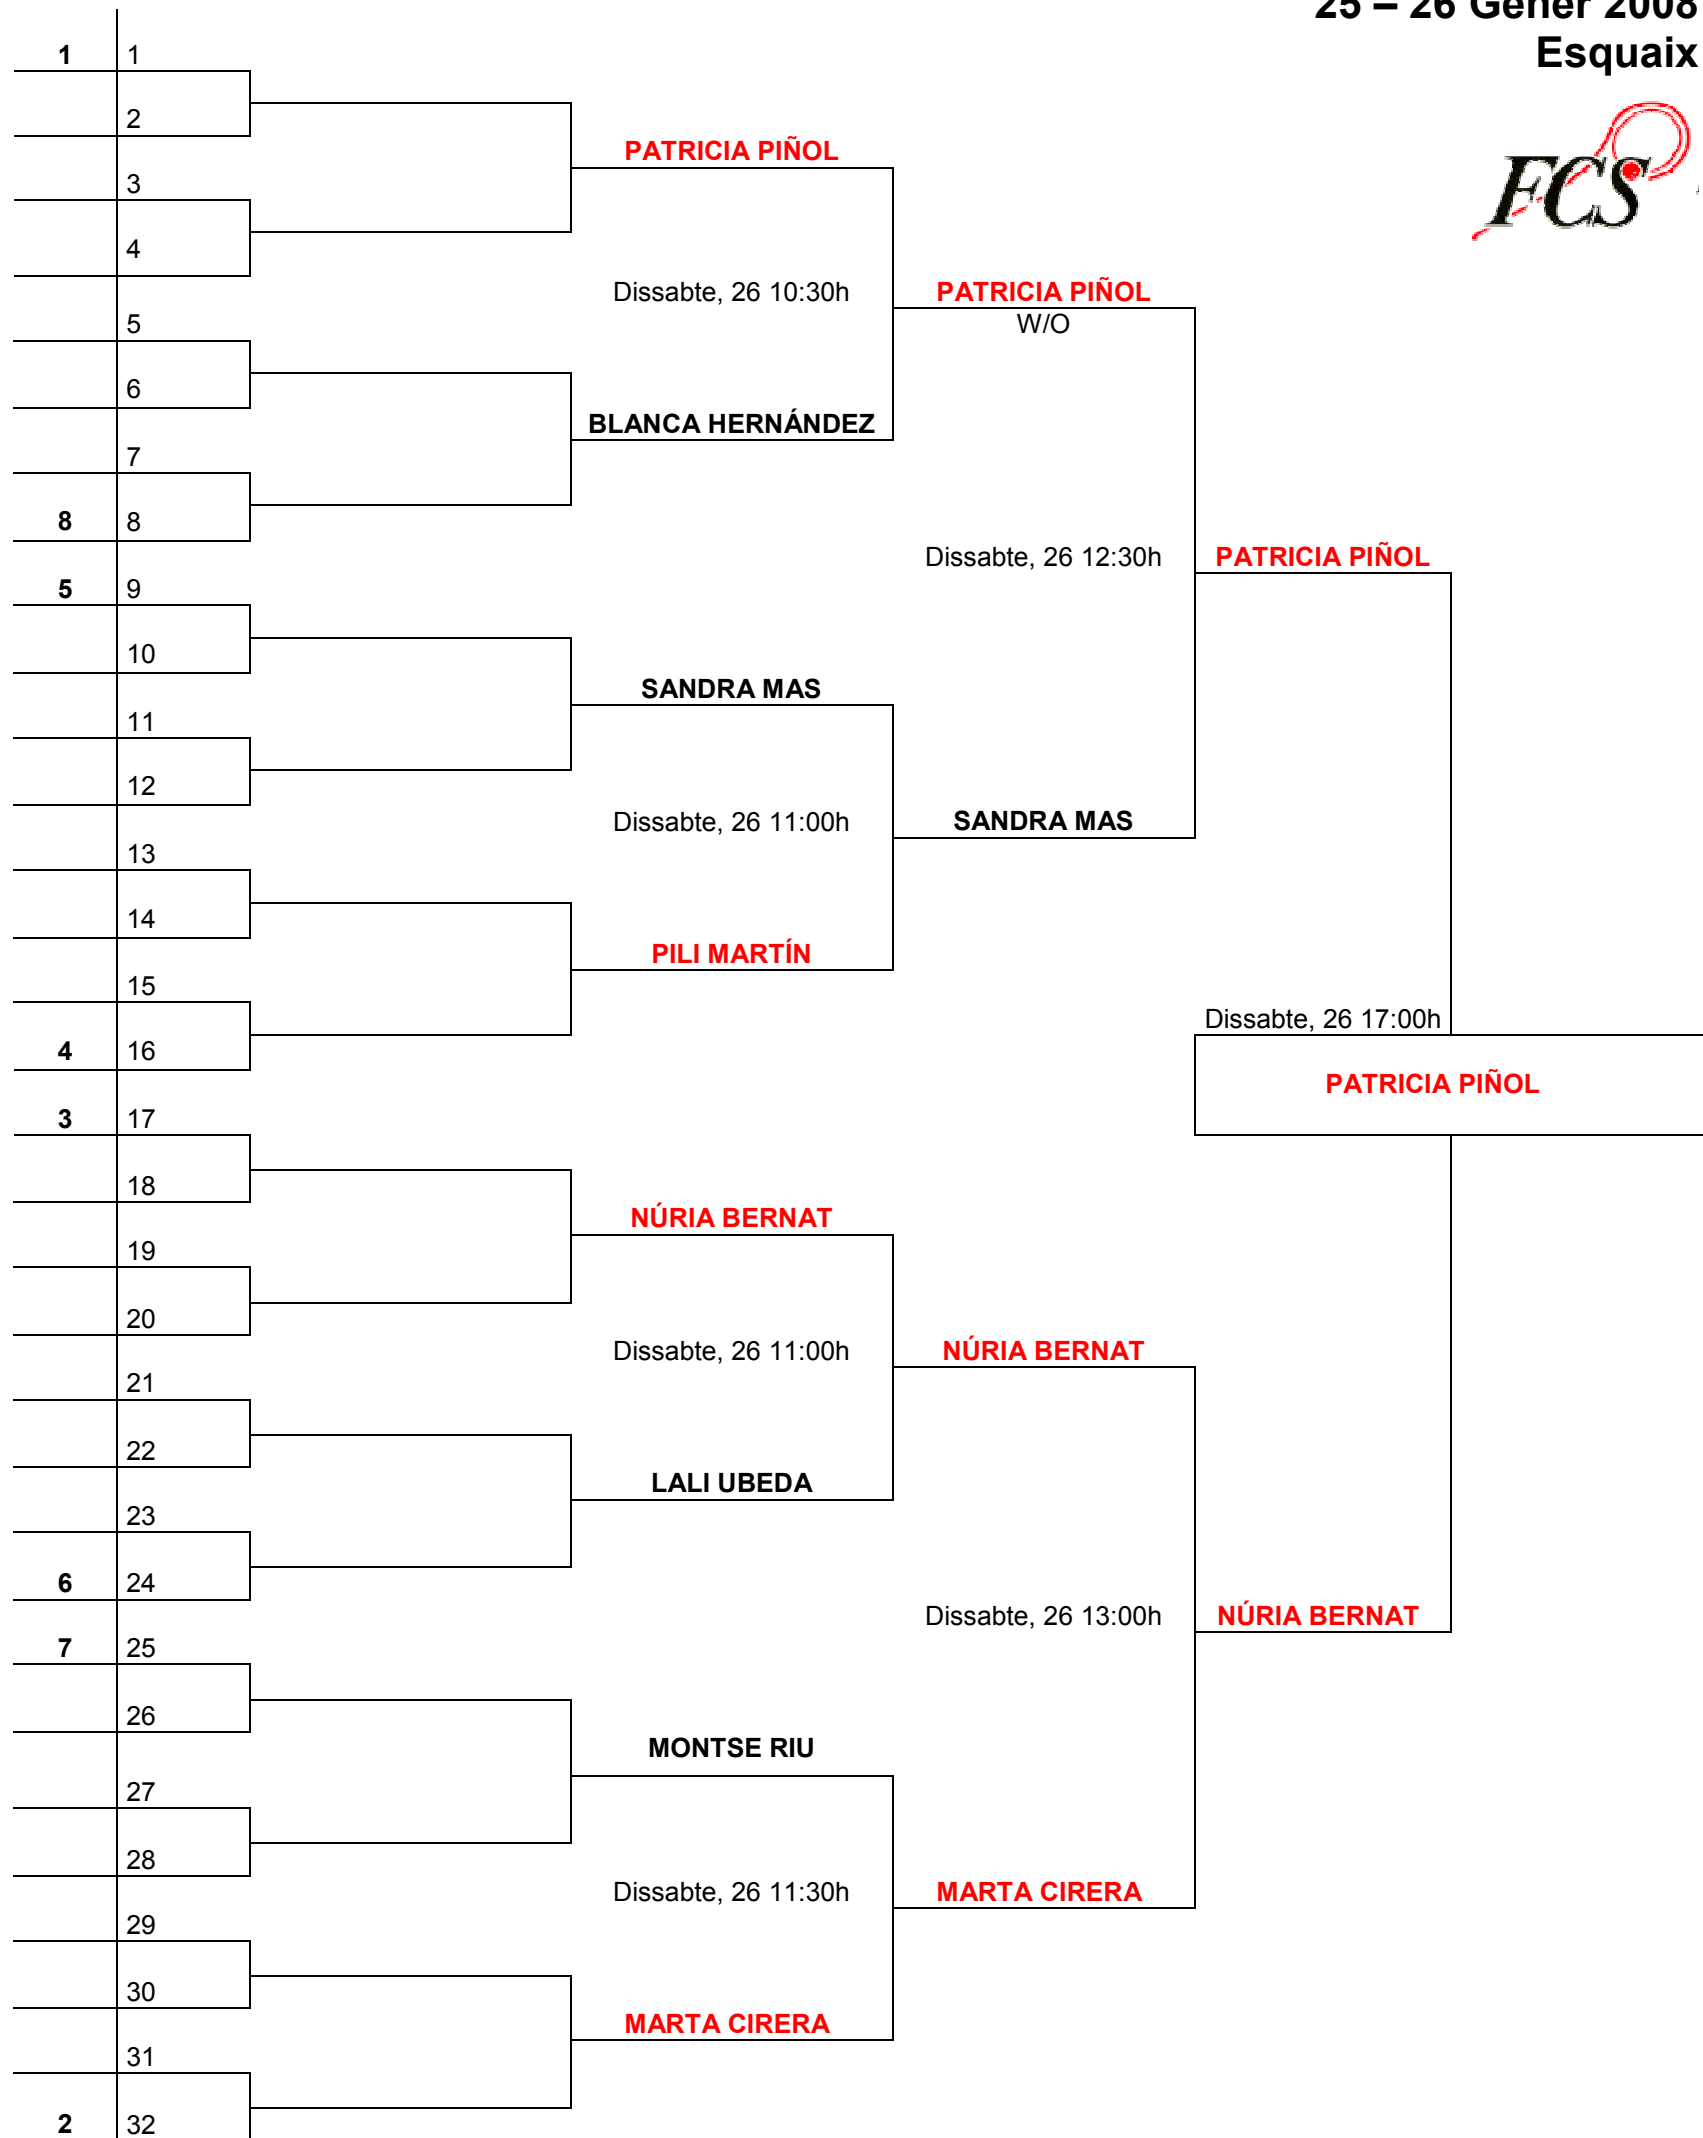 25 – 26 Gener 2008
Esquaix
FCS
1 1
2
PATRICIA PIÑOL
3
4
Dissabte, 26 10:30h PATRICIA PIÑOL
5 W/O
6
BLANCA HERNÁNDEZ
7
8 8
Dissabte, 26 12:30h PATRICIA PIÑOL
5 9
10
SANDRA MAS
11
12
Dissabte, 26 11:00h SANDRA MAS
13
14
PILI MARTÍN
15
Dissabte, 26 17:00h
4 16
PATRICIA PIÑOL
3 17
18
NÚRIA BERNAT
19
20
Dissabte, 26 11:00h NÚRIA BERNAT
21
22
LALI UBEDA
23
6 24
Dissabte, 26 13:00h NÚRIA BERNAT
7 25
26
MONTSE RIU
27
28
Dissabte, 26 11:30h MARTA CIRERA
29
30
MARTA CIRERA
31
2 32